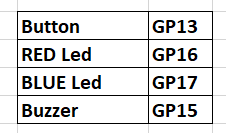 Button GP13
RED Led GP16
BLUE Led GP17
Buzzer GP15